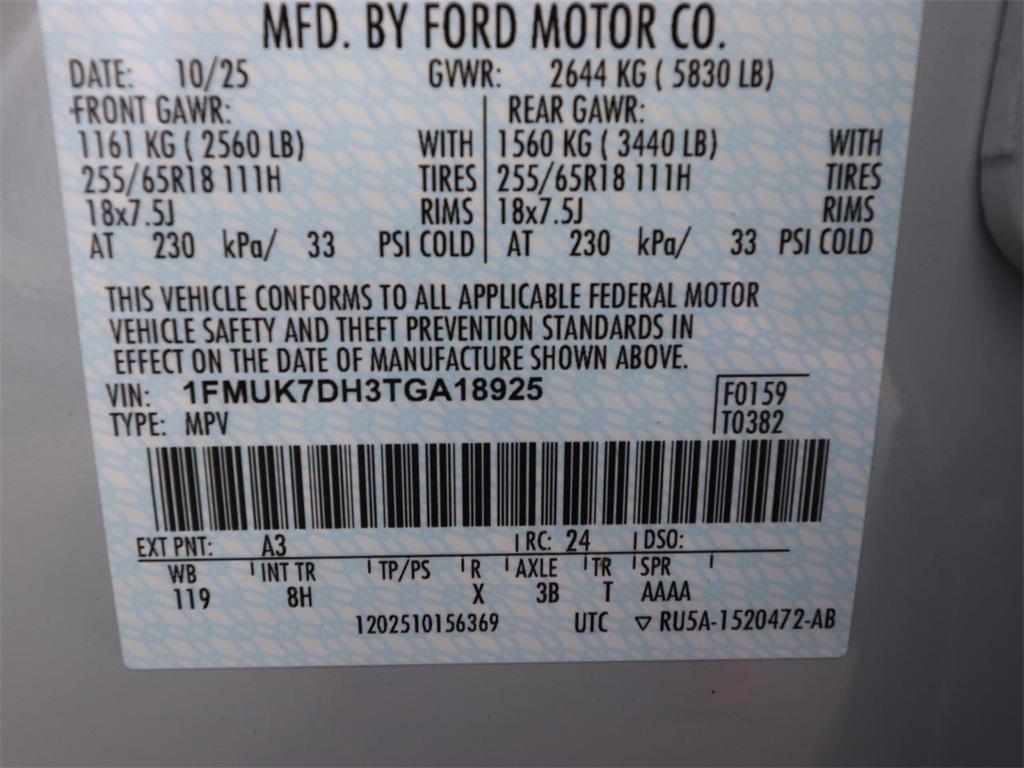 MFD. BY FORD MOTOR CO.
DATE: 10/25 GVWR: 2644 KG ( 5830 LB)
FRONT GAWR: REAR GAWR:
1161 KG ( 2560 LB) WITH 1560 KG ( 3440 LB) WITH
255/65R18 111H TIRES 255/65R18 111H TIRES
18x7.5J RIMS 18x7.5J RIMS
AT 230 kPa/ 33 PSI COLD AT 230 kPa/ 33 PSI COLD
THIS VEHICLE CONFORMS TO ALL APPLICABLE FEDERAL MOTOR
VEHICLE SAFETY AND THEFT PREVENTION STANDARDS IN
EFFECT ON THE DATE OF MANUFACTURE SHOWN ABOVE.
VIN: 1FMUK7DH3TGA18925 F0159
TYPE: MPV T0382
EXT PNT: A3 RC: 24 DSO:
WB INT TR TP/PS R AXLE TR SPR
119 8H X 3B T AAAA
1202510156369 UTC ▽ RU5A-1520472-AB